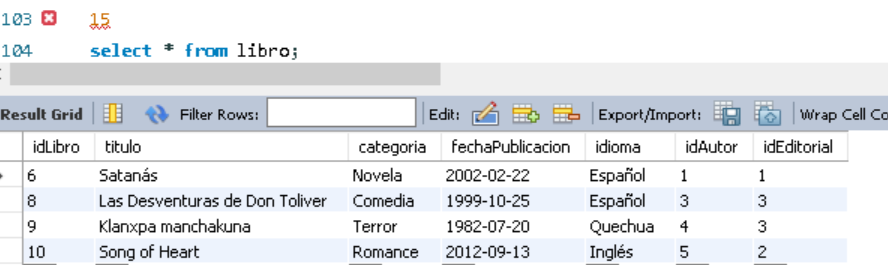 103 15
104 select * from libro;
Result Grid Filter Rows: Edit: Export/Import: Wrap Cell Co
idLibro titulo categoria fechaPublicacion idioma idAutor idEditorial
6 Satanás Novela 2002-02-22 Español 1 1
8 Las Desventuras de Don Toliver Comedia 1999-10-25 Español 3 3
9 Klanxpa manchakuna Terror 1982-07-20 Quechua 4 3
10 Song of Heart Romance 2012-09-13 Inglés 5 2